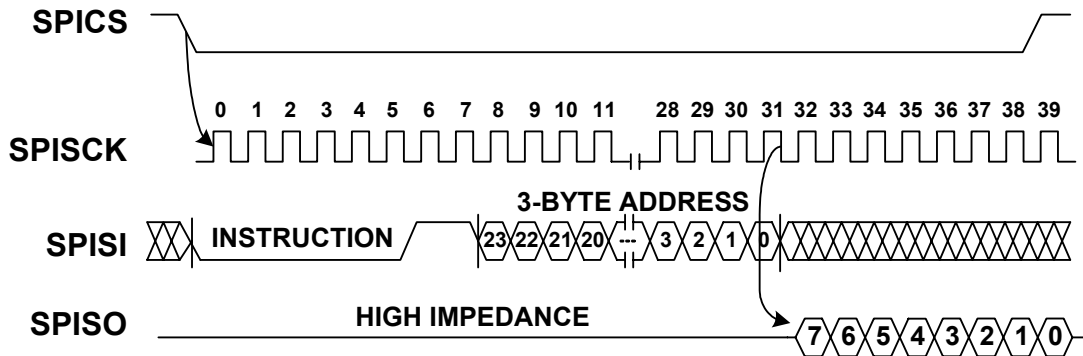 SPICS
0 1 2 3 4 5 6 7 8 9 10 11 28 29 30 31 32 33 34 35 36 37 38 39
SPISCK
3-BYTE ADDRESS
SPISI INSTRUCTION 23 22 21 20 --- 3 2 1 0
HIGH IMPEDANCE
SPISO 7 6 5 4 3 2 1 0